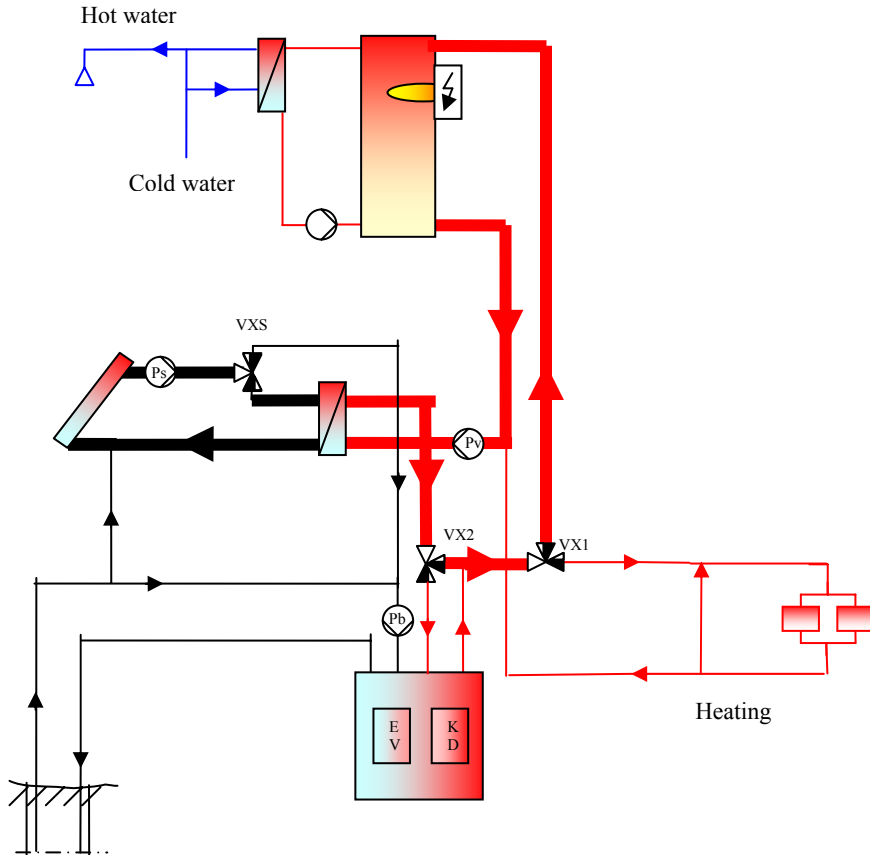 Hot water
Cold water
VXS
Ps
Pv
VX2
VX1
Pb
Heating
E
V
K
D